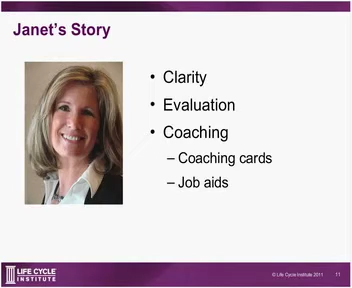 Janet's Story
• Clarity
• Evaluation
• Coaching
– Coaching cards
– Job aids
LIFE CYCLE
INSTITUTE
© Life Cycle Institute 2011
11